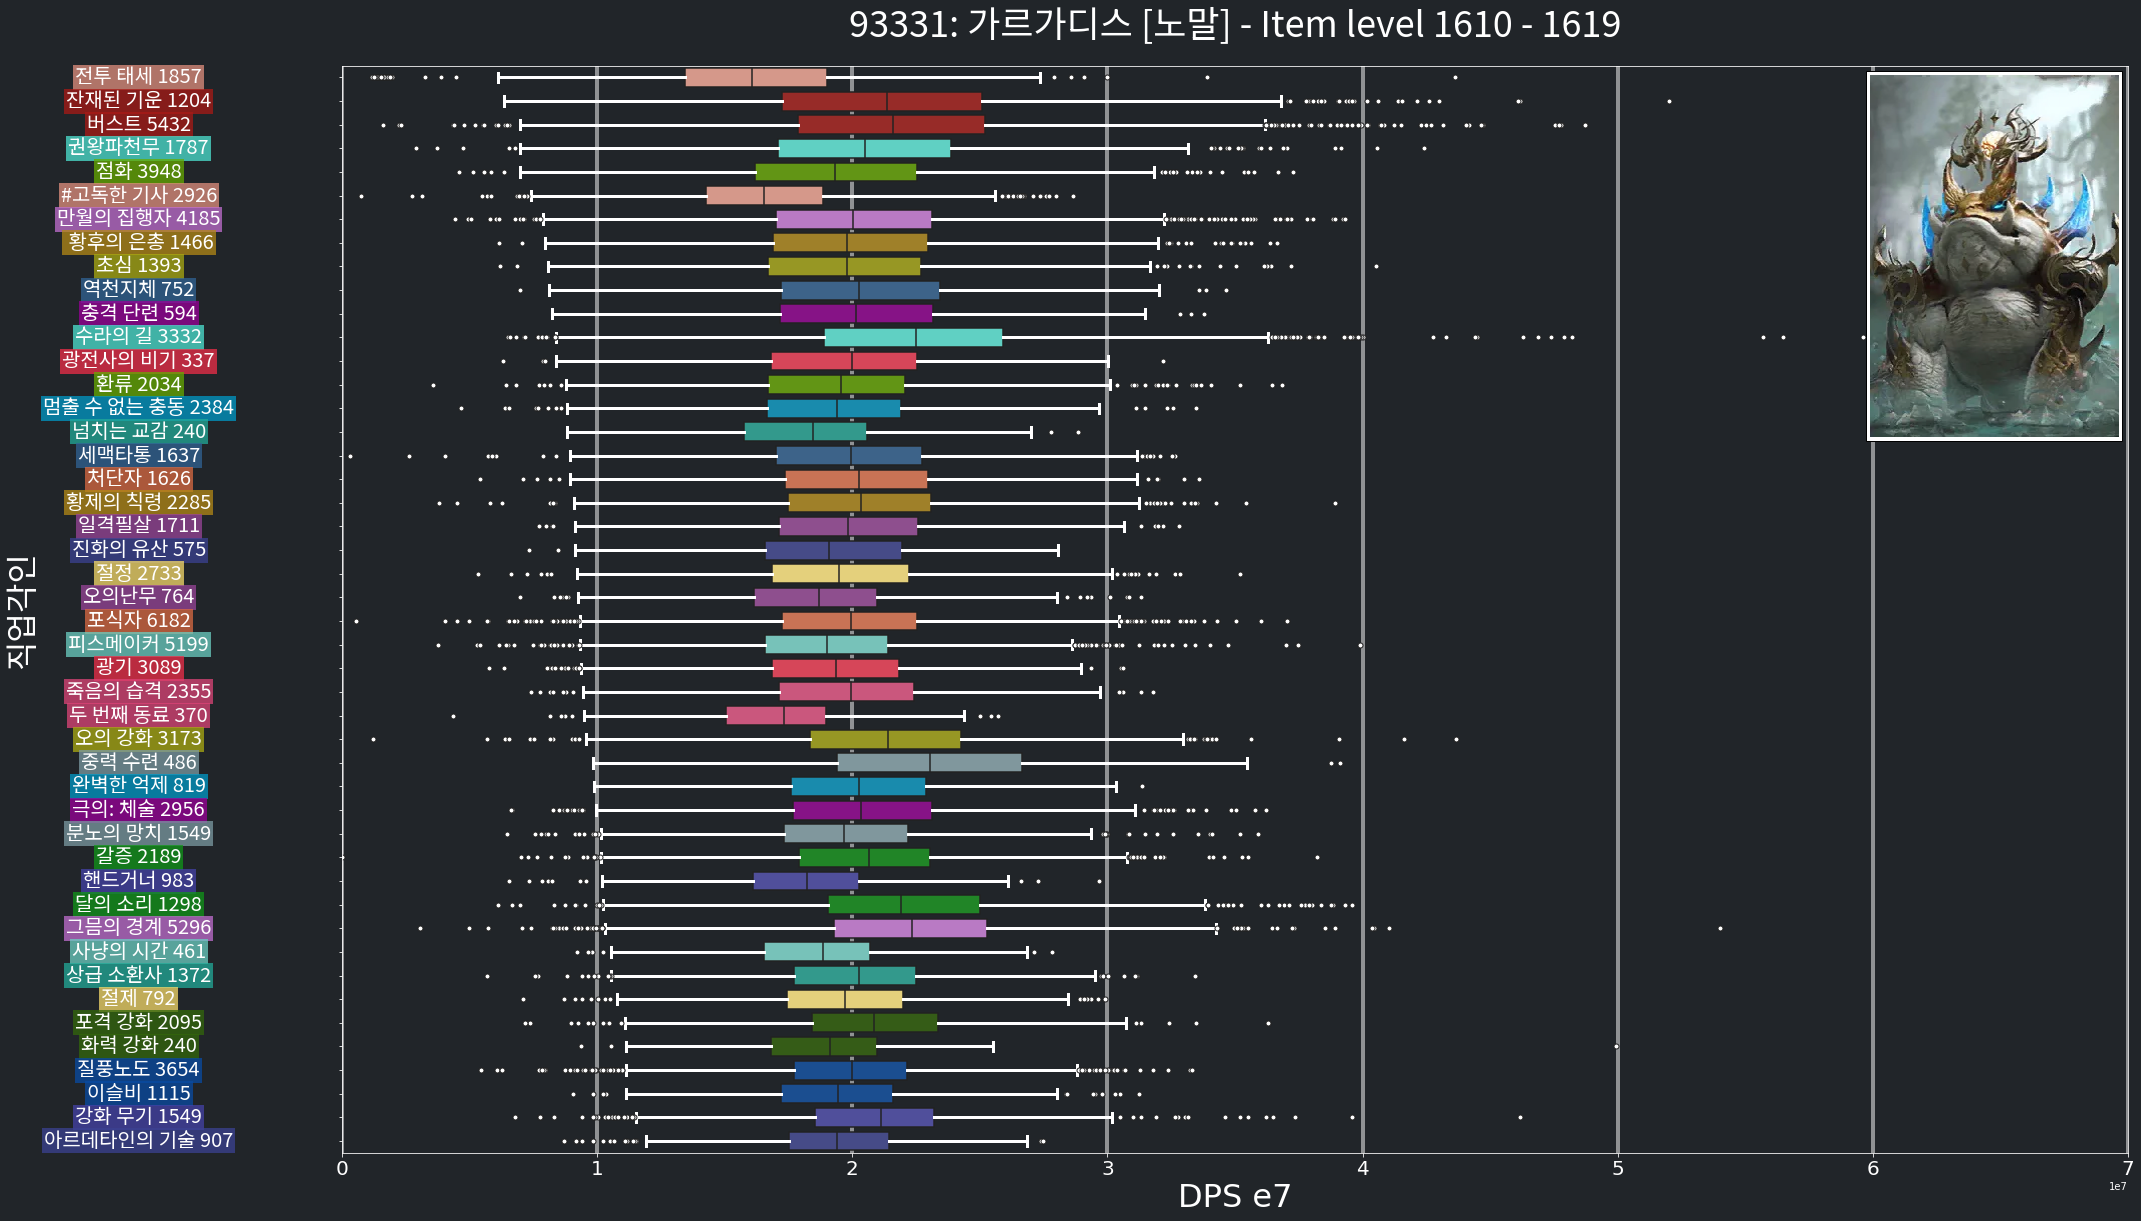 93331: 가르가디스 [노말] - Item level 1610 - 1619
전투 태세 1857
잔재된 기운 1204
버스트 5432
권왕파천무 1787
점화 3948
#고독한 기사 2926
만월의 집행자 4185
황후의 은총 1466
초심 1393
역천지체 752
충격 단련 594
수라의 길 3332
광전사의 비기 337
환류 2034
멈출 수 없는 충동 2384
넘치는 교감 240
세맥타통 1637
처단자 1626
황제의 칙령 2285
일격필살 1711
진화의 유산 575
절정 2733
오의난무 764
포식자 6182
피스메이커 5199
광기 3089
죽음의 습격 2355
두 번째 동료 370
오의 강화 3173
중력 수련 486
완벽한 억제 819
극의: 체술 2956
분노의 망치 1549
갈증 2189
핸드거너 983
달의 소리 1298
그믐의 경계 5296
사냥의 시간 461
상급 소환사 1372
절제 792
포격 강화 2095
화력 강화 240
질풍노도 3654
이슬비 1115
강화 무기 1549
아르데타인의 기술 907
직업각인
0 1 2 3 4 5 6 7
1e7
DPS e7